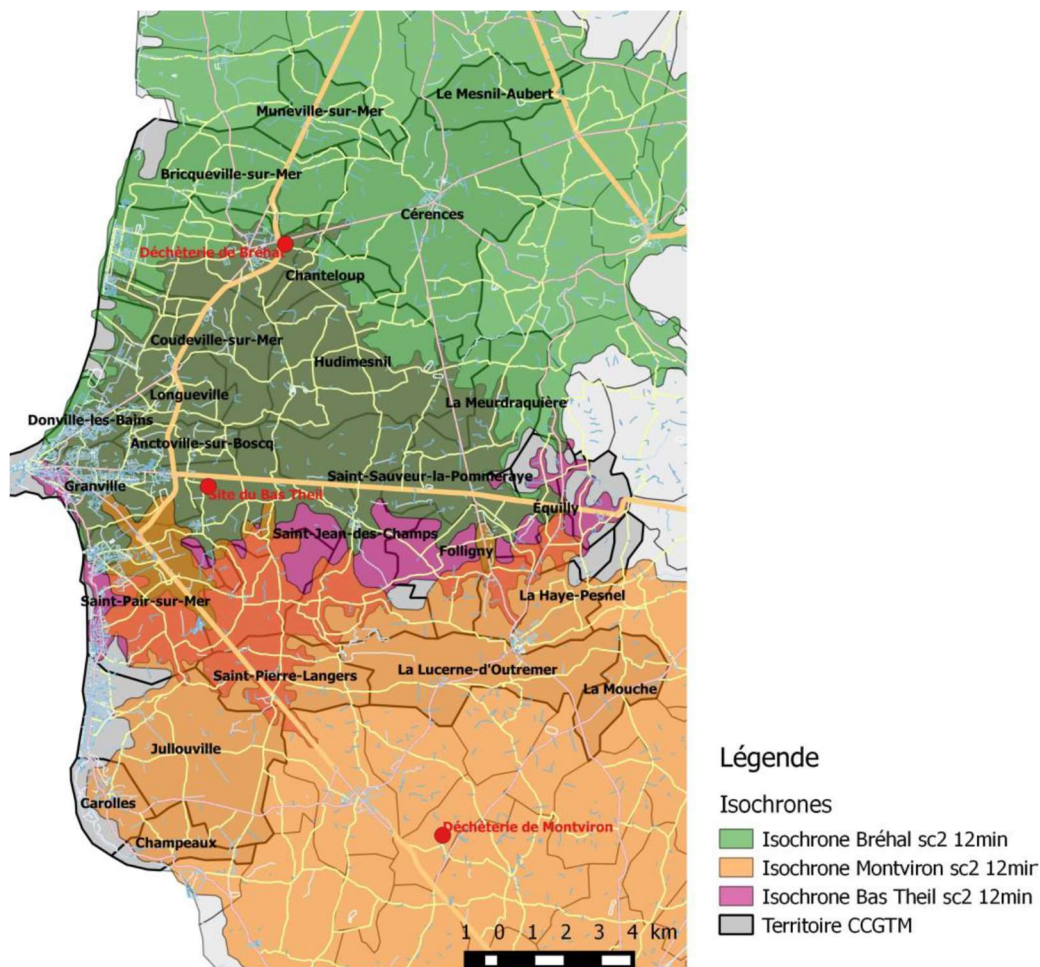 Le Mesnil-Aubert
Muneville-sur-Mer
Bricqueville-sur-Mer
Cérences
Déchèterie de Bréhal
Chanteloup
Coudeville-sur-Mer
Hudimesnil
Longueville
La Meurdraquière
Donville-les-Bains
Anctoville-sur-Boscq
Saint-Sauveur-la-Pommeraye
Granville
Site du Bas Theil
Equilly
Saint-Jean-des-Champs
Folligny
La Haye-Pesnel
Saint-Pair-sur-Mer
La Lucerne-d'Outremer
Saint-Pierre-Langers
La Mouche
Jullouville
Carolles
Déchèterie de Montviron
Champeaux
1 0 1 2 3 4 km
Légende
Isochrones
Isochrone Bréhal sc2 12min
Isochrone Montviron sc2 12mir
Isochrone Bas Theil sc2 12min
Territoire CCGTM